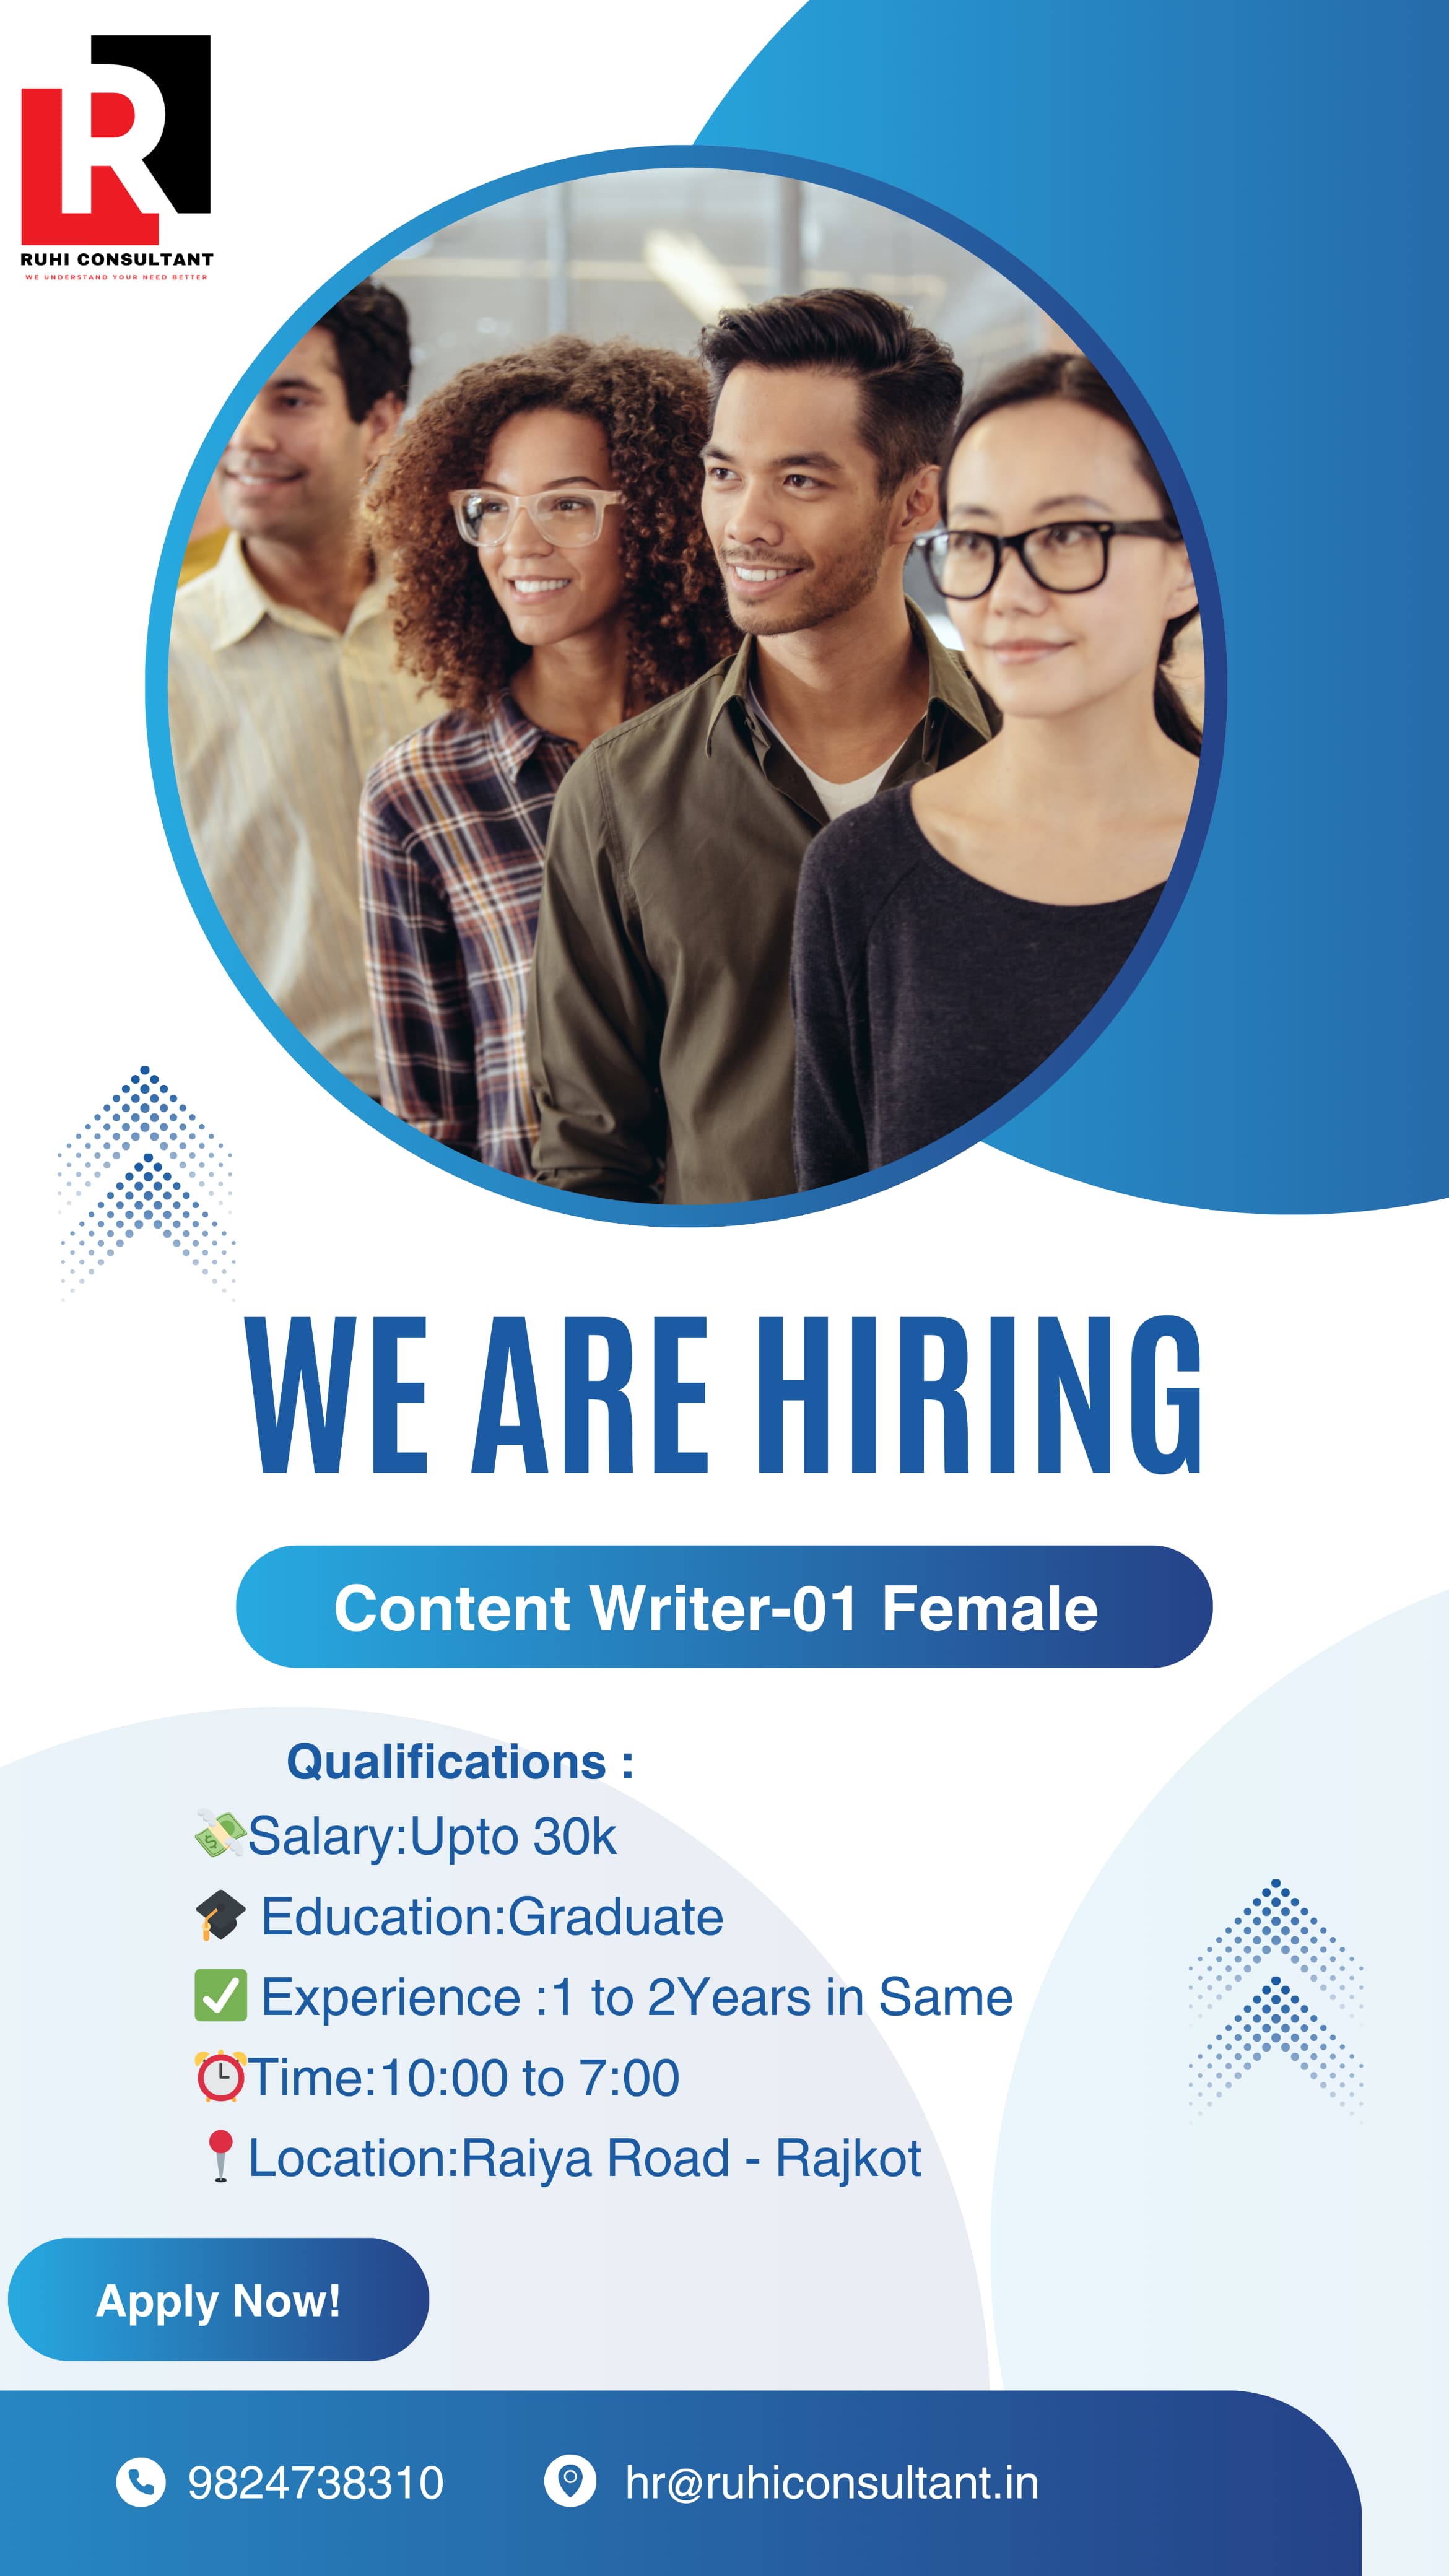 R
RUHI CONSULTANT
WE UNDERSTAND YOUR NEED BETTER
WE ARE HIRING
Content Writer-01 Female
Qualifications :
💸Salary:Upto 30k
🎓 Education:Graduate
✅ Experience :1 to 2Years in Same
⏰Time:10:00 to 7:00
📍Location:Raiya Road - Rajkot
Apply Now!
9824738310 hr@ruhiconsultant.in